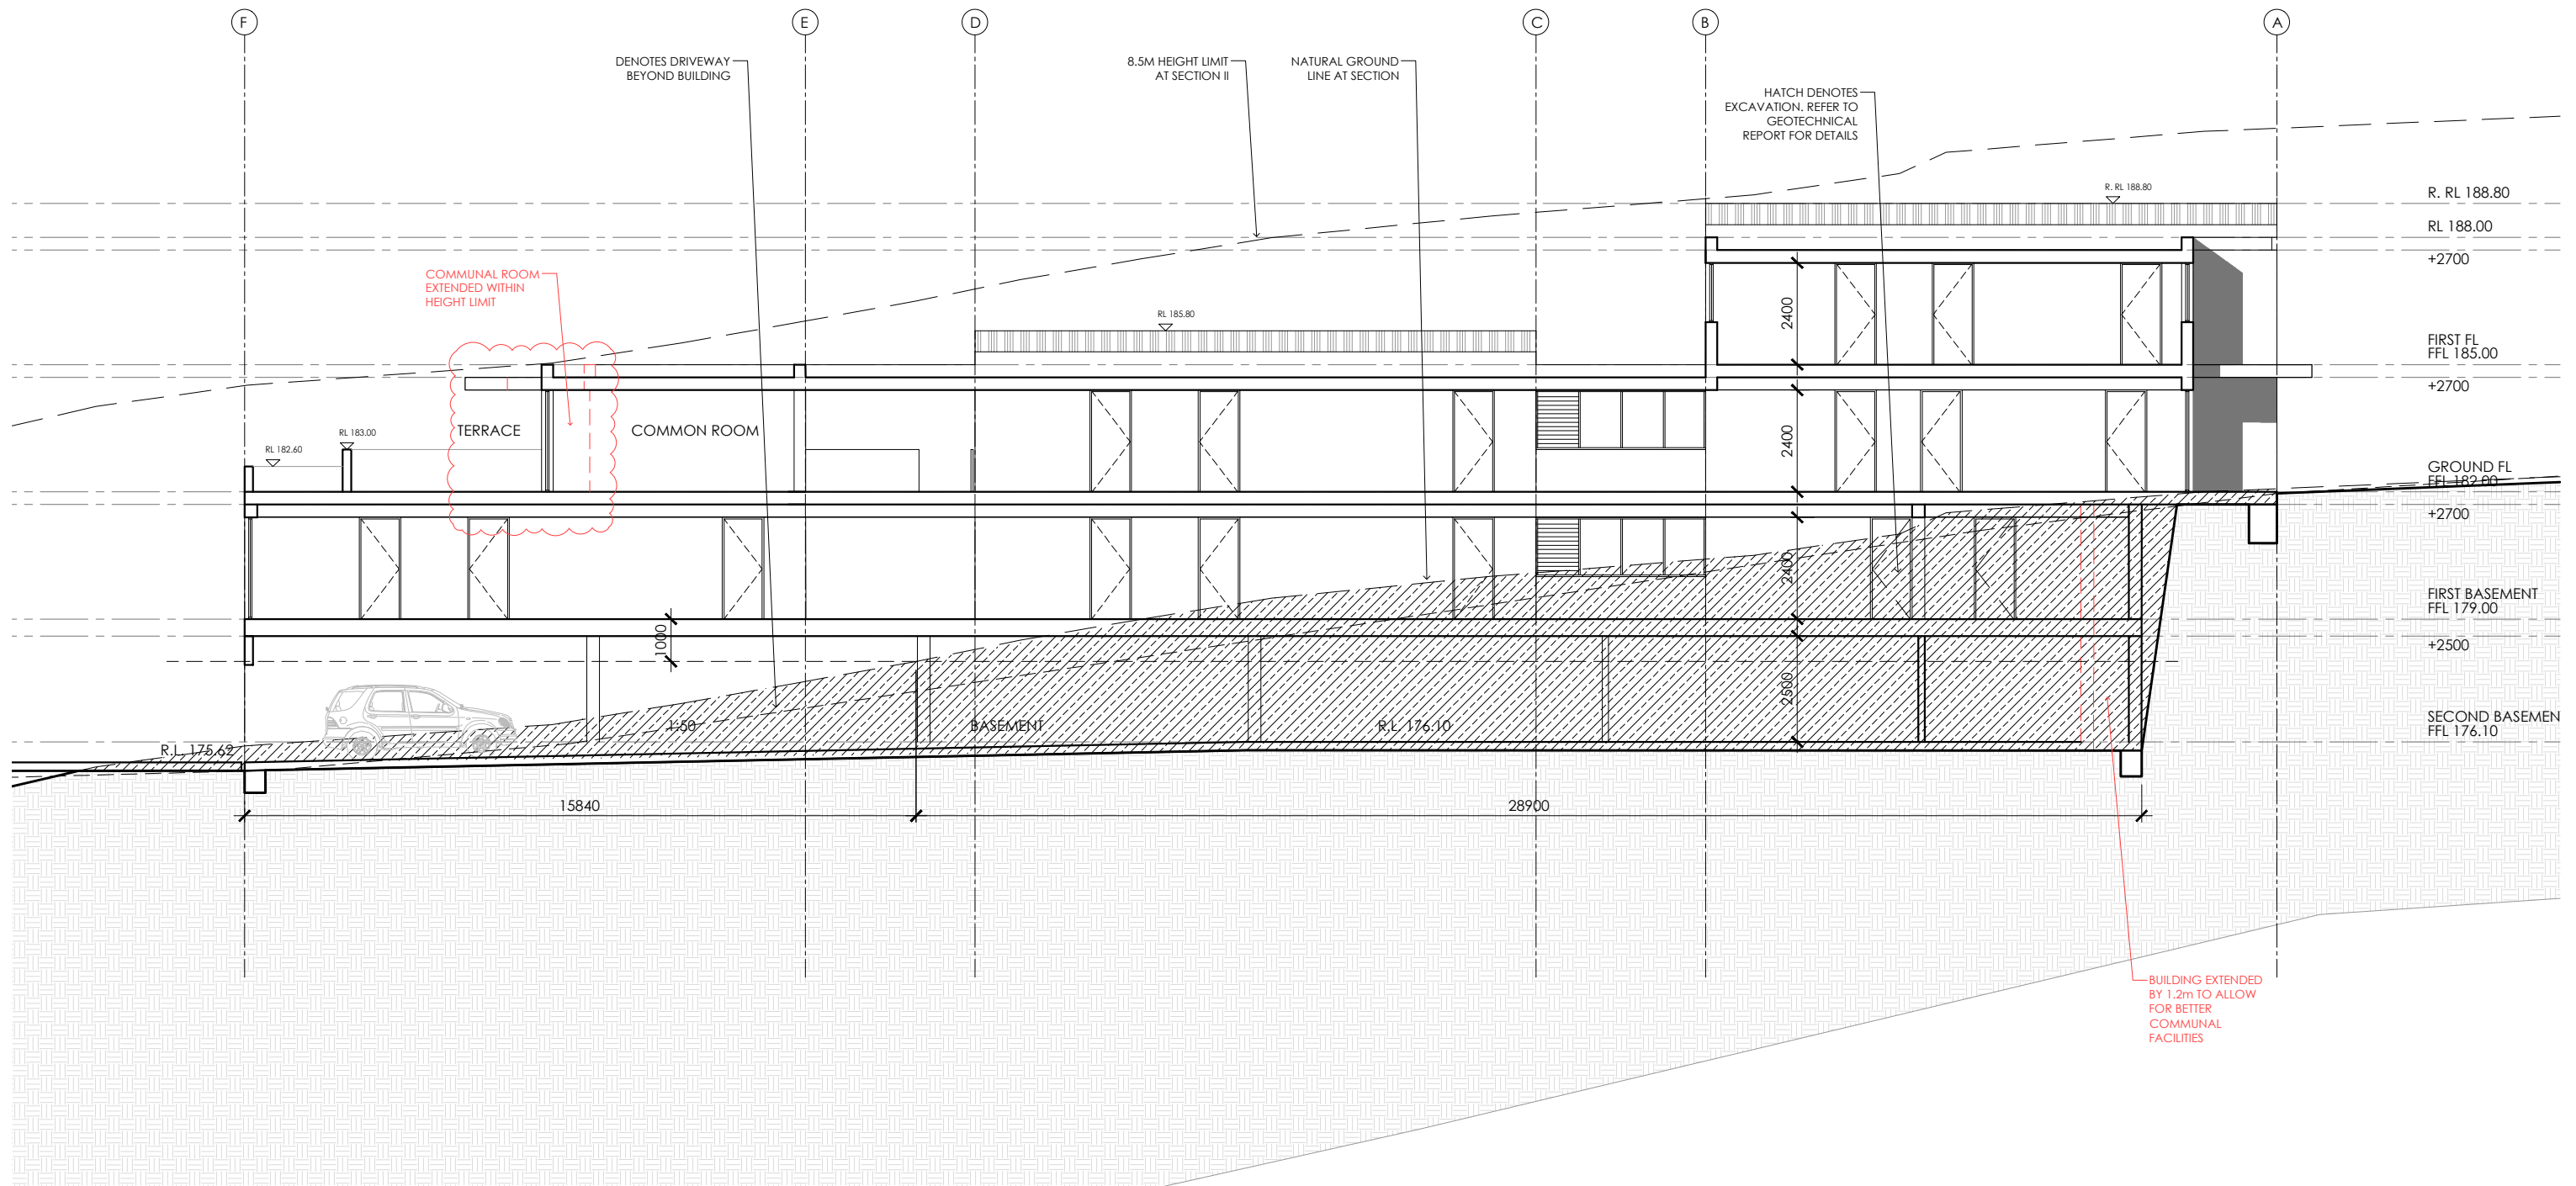 F
E
D
C
B
A
DENOTES DRIVEWAY
BEYOND BUILDING
8.5M HEIGHT LIMIT
AT SECTION II
NATURAL GROUND
LINE AT SECTION
HATCH DENOTES
EXCAVATION. REFER TO
GEOTECHNICAL
REPORT FOR DETAILS
R. RL 188.80
R. RL 188.80
RL 188.00
+2700
COMMUNAL ROOM
EXTENDED WITHIN
HEIGHT LIMIT
RL 185.80
2400
FIRST FL
FFL 185.00
+2700
RL 182.60
RL 183.00
TERRACE
COMMON ROOM
2400
GROUND FL
FFL 182.00
+2700
2400
FIRST BASEMENT
FFL 179.00
1000
+2500
2500
R.L. 175.62
1:50
BASEMENT
R.L. 176.10
SECOND BASEMEN
FFL 176.10
15840
28900
BUILDING EXTENDED
BY 1.2m TO ALLOW
FOR BETTER
COMMUNAL
FACILITIES